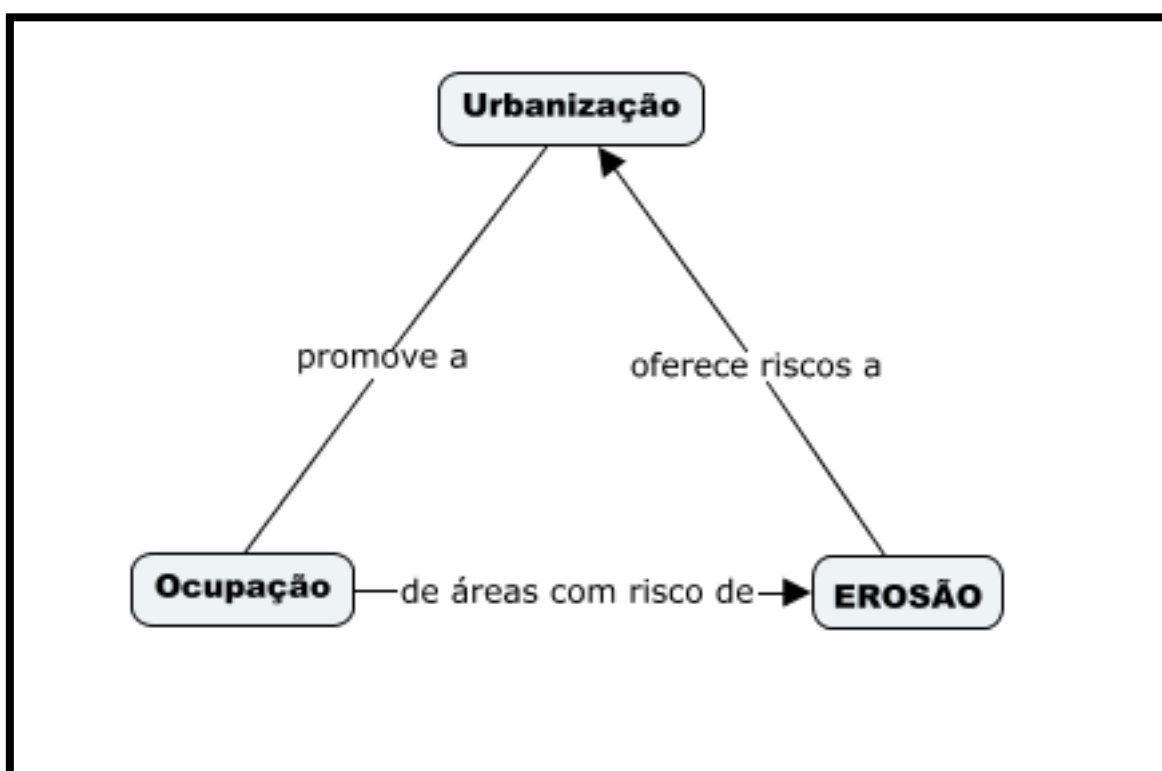 Urbanização
promove a
oferece riscos a
Ocupação
de áreas com risco de
EROSÃO